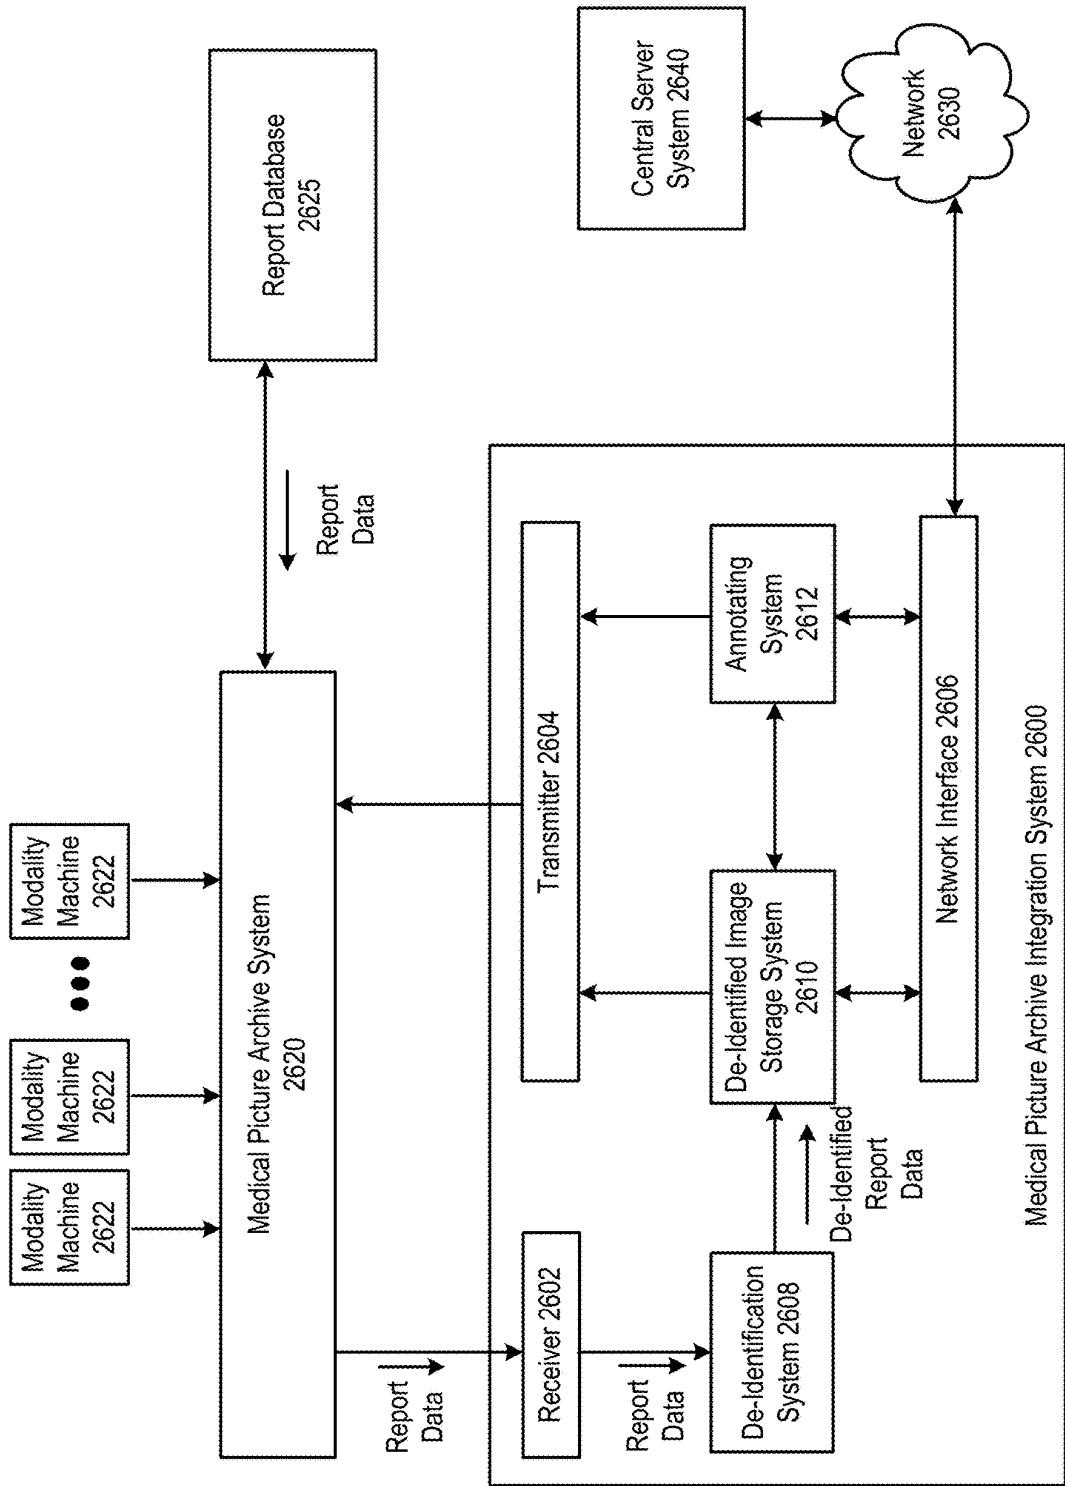 Modality
Machine
2622
Modality
Machine
2622
Modality
Machine
2622
Medical Picture Archive System
2620
Report Database
2625
Report
Data
Report
Data
Receiver 2602
Transmitter 2604
Report
Data
De-Identification
System 2608
De-Identified
Report
Data
De-Identified Image
Storage System
2610
Annotating
System
2612
Network Interface 2606
Medical Picture Archive Integration System 2600
Central Server
System 2640
Network
2630